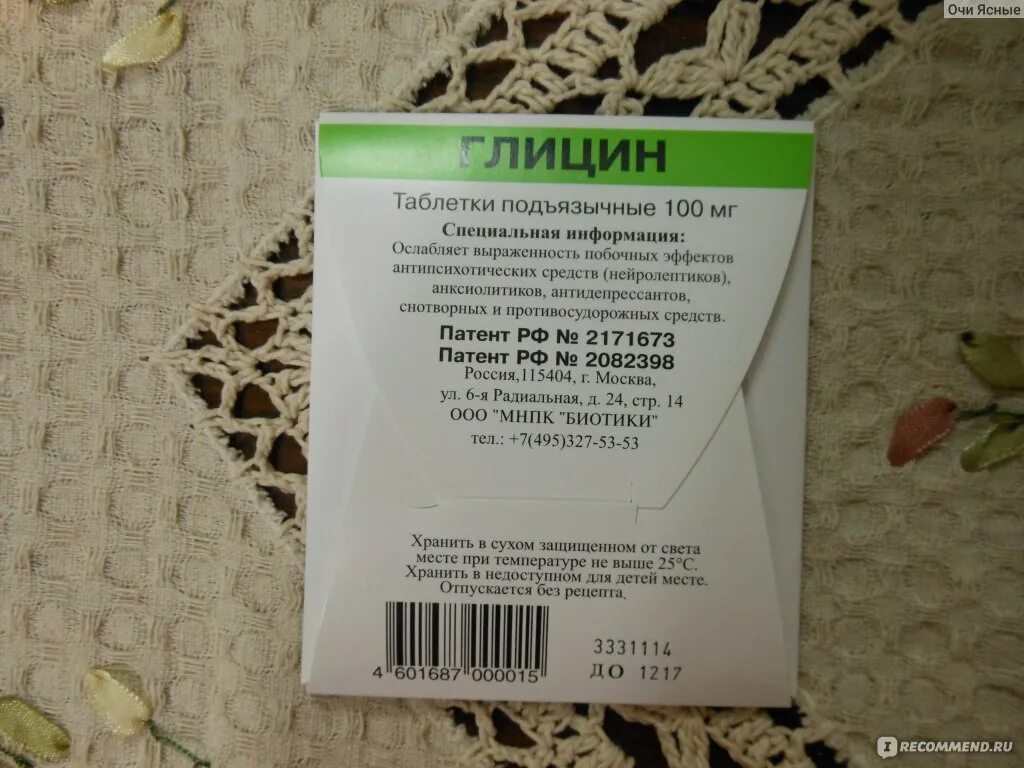 Очи Ясные
ГЛИЦИН
Таблетки подъязычные 100 мг
Специальная информация:
Ослабляет выраженность побочных эффектов
антипсихотических средств (нейролептиков),
анксиолитиков, антидепрессантов,
снотворных и противосудорожных средств.
Патент РФ № 2171673
Патент РФ № 2082398
Россия,115404, г. Москва,
ул. 6-я Радиальная, д. 24, стр. 14
ООО "МНПК "БИОТИКИ"
тел.: +7(495)327-53-53
Хранить в сухом защищенном от света
месте при температуре не выше 25°С.
Хранить в недоступном для детей месте.
Отпускается без рецепта.
4 601687 000015
3331114
ДО 1217
IRECOMMEND.RU